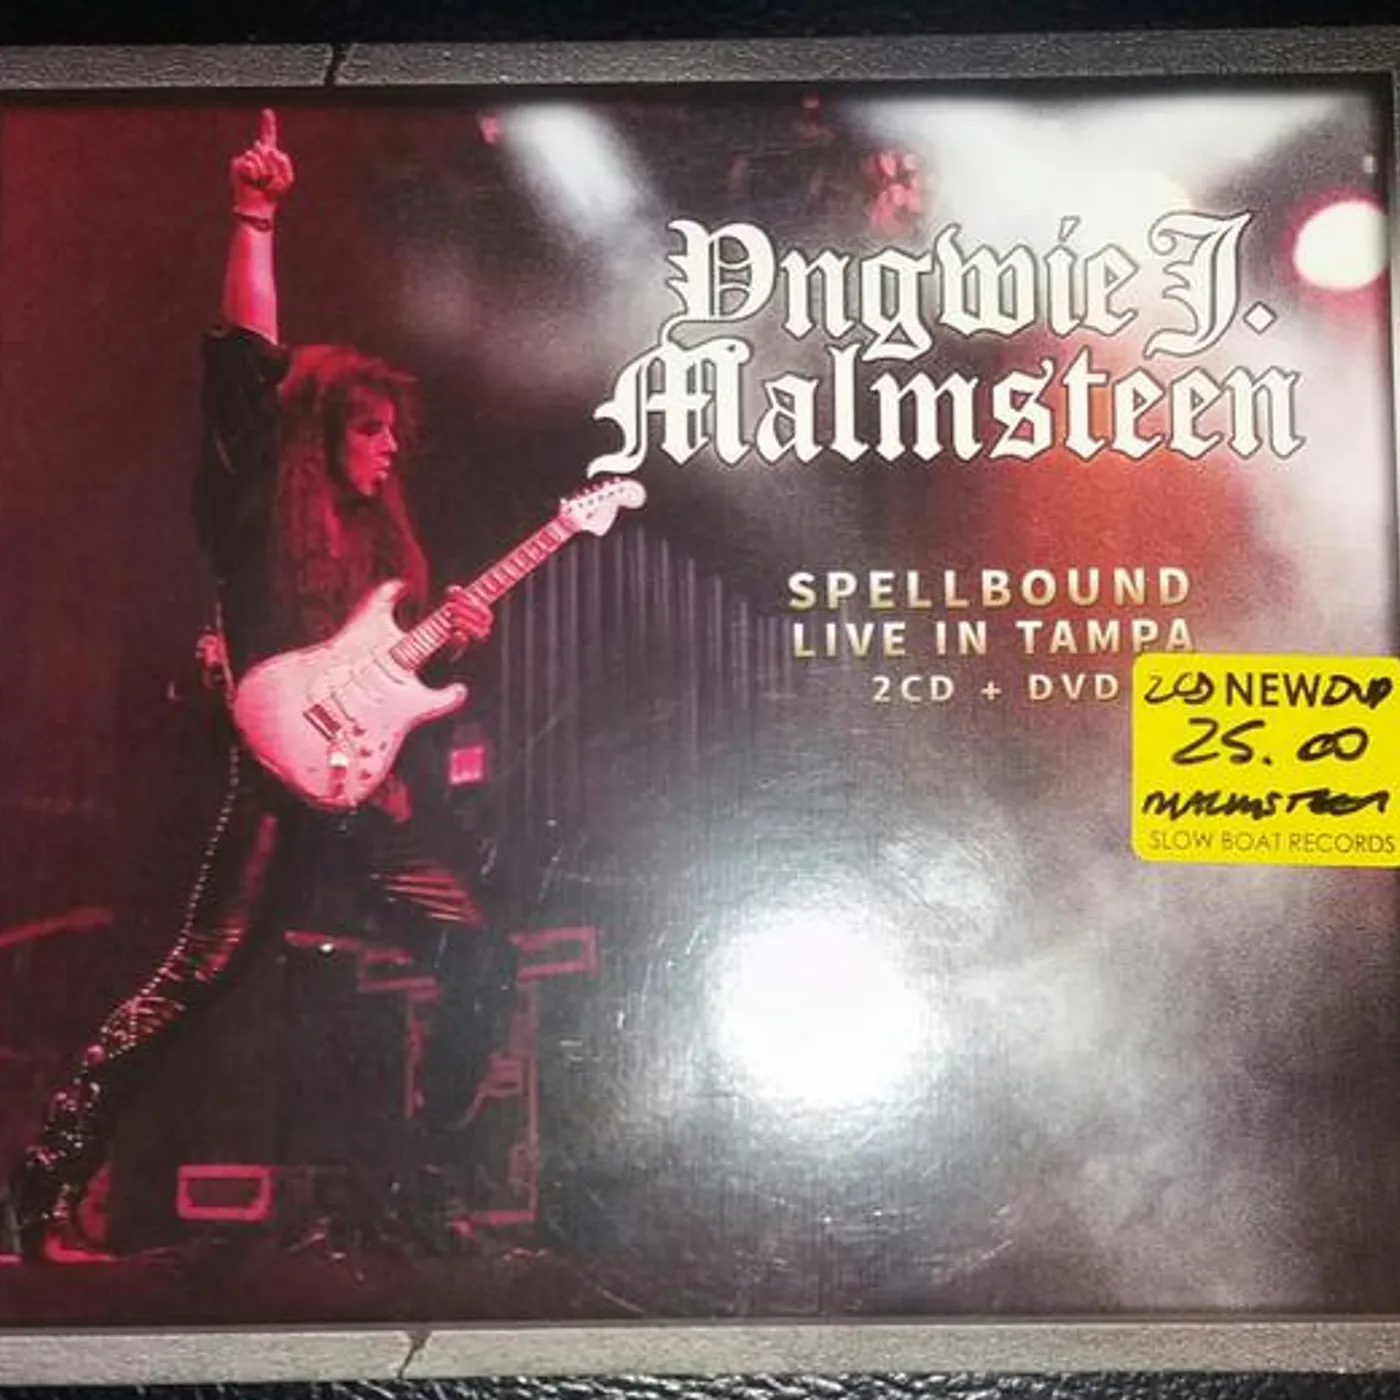 Yngwie J.
Malmsteen
SPELLBOUND
LIVE IN TAMPA
2CD + DVD
2CD NEW DVD
25.00
MALMSTEEN
SLOW BOAT RECORDS